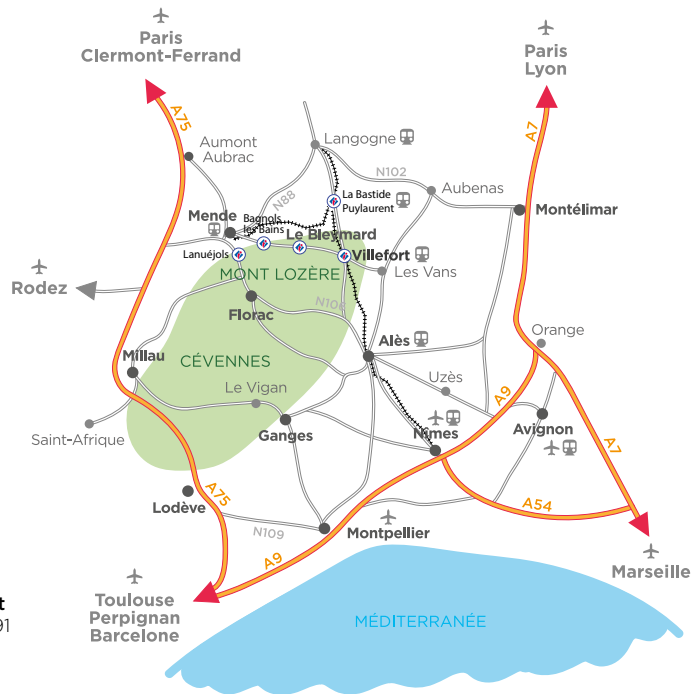 Paris
Clermont-Ferrand
Paris
Lyon
A75
A7
Aumont
Aubrac
Langogne
N102
Aubenas
N88
La Bastide
Puylaurent
Mende
Bagnols
les Bains
Le Bleymard
Montélimar
Lanuéjols
Villefort
MONT LOZÈRE
Les Vans
Rodez
N106
Florac
Orange
Alès
Millau
CÉVENNES
Uzès
Le Vigan
A9
Saint-Afrique
Ganges
Nîmes
Avignon
A7
A75
Lodève
A54
N109
Montpellier
A9
Marseille
Toulouse
Perpignan
Barcelone
t
91
MÉDITERRANÉE